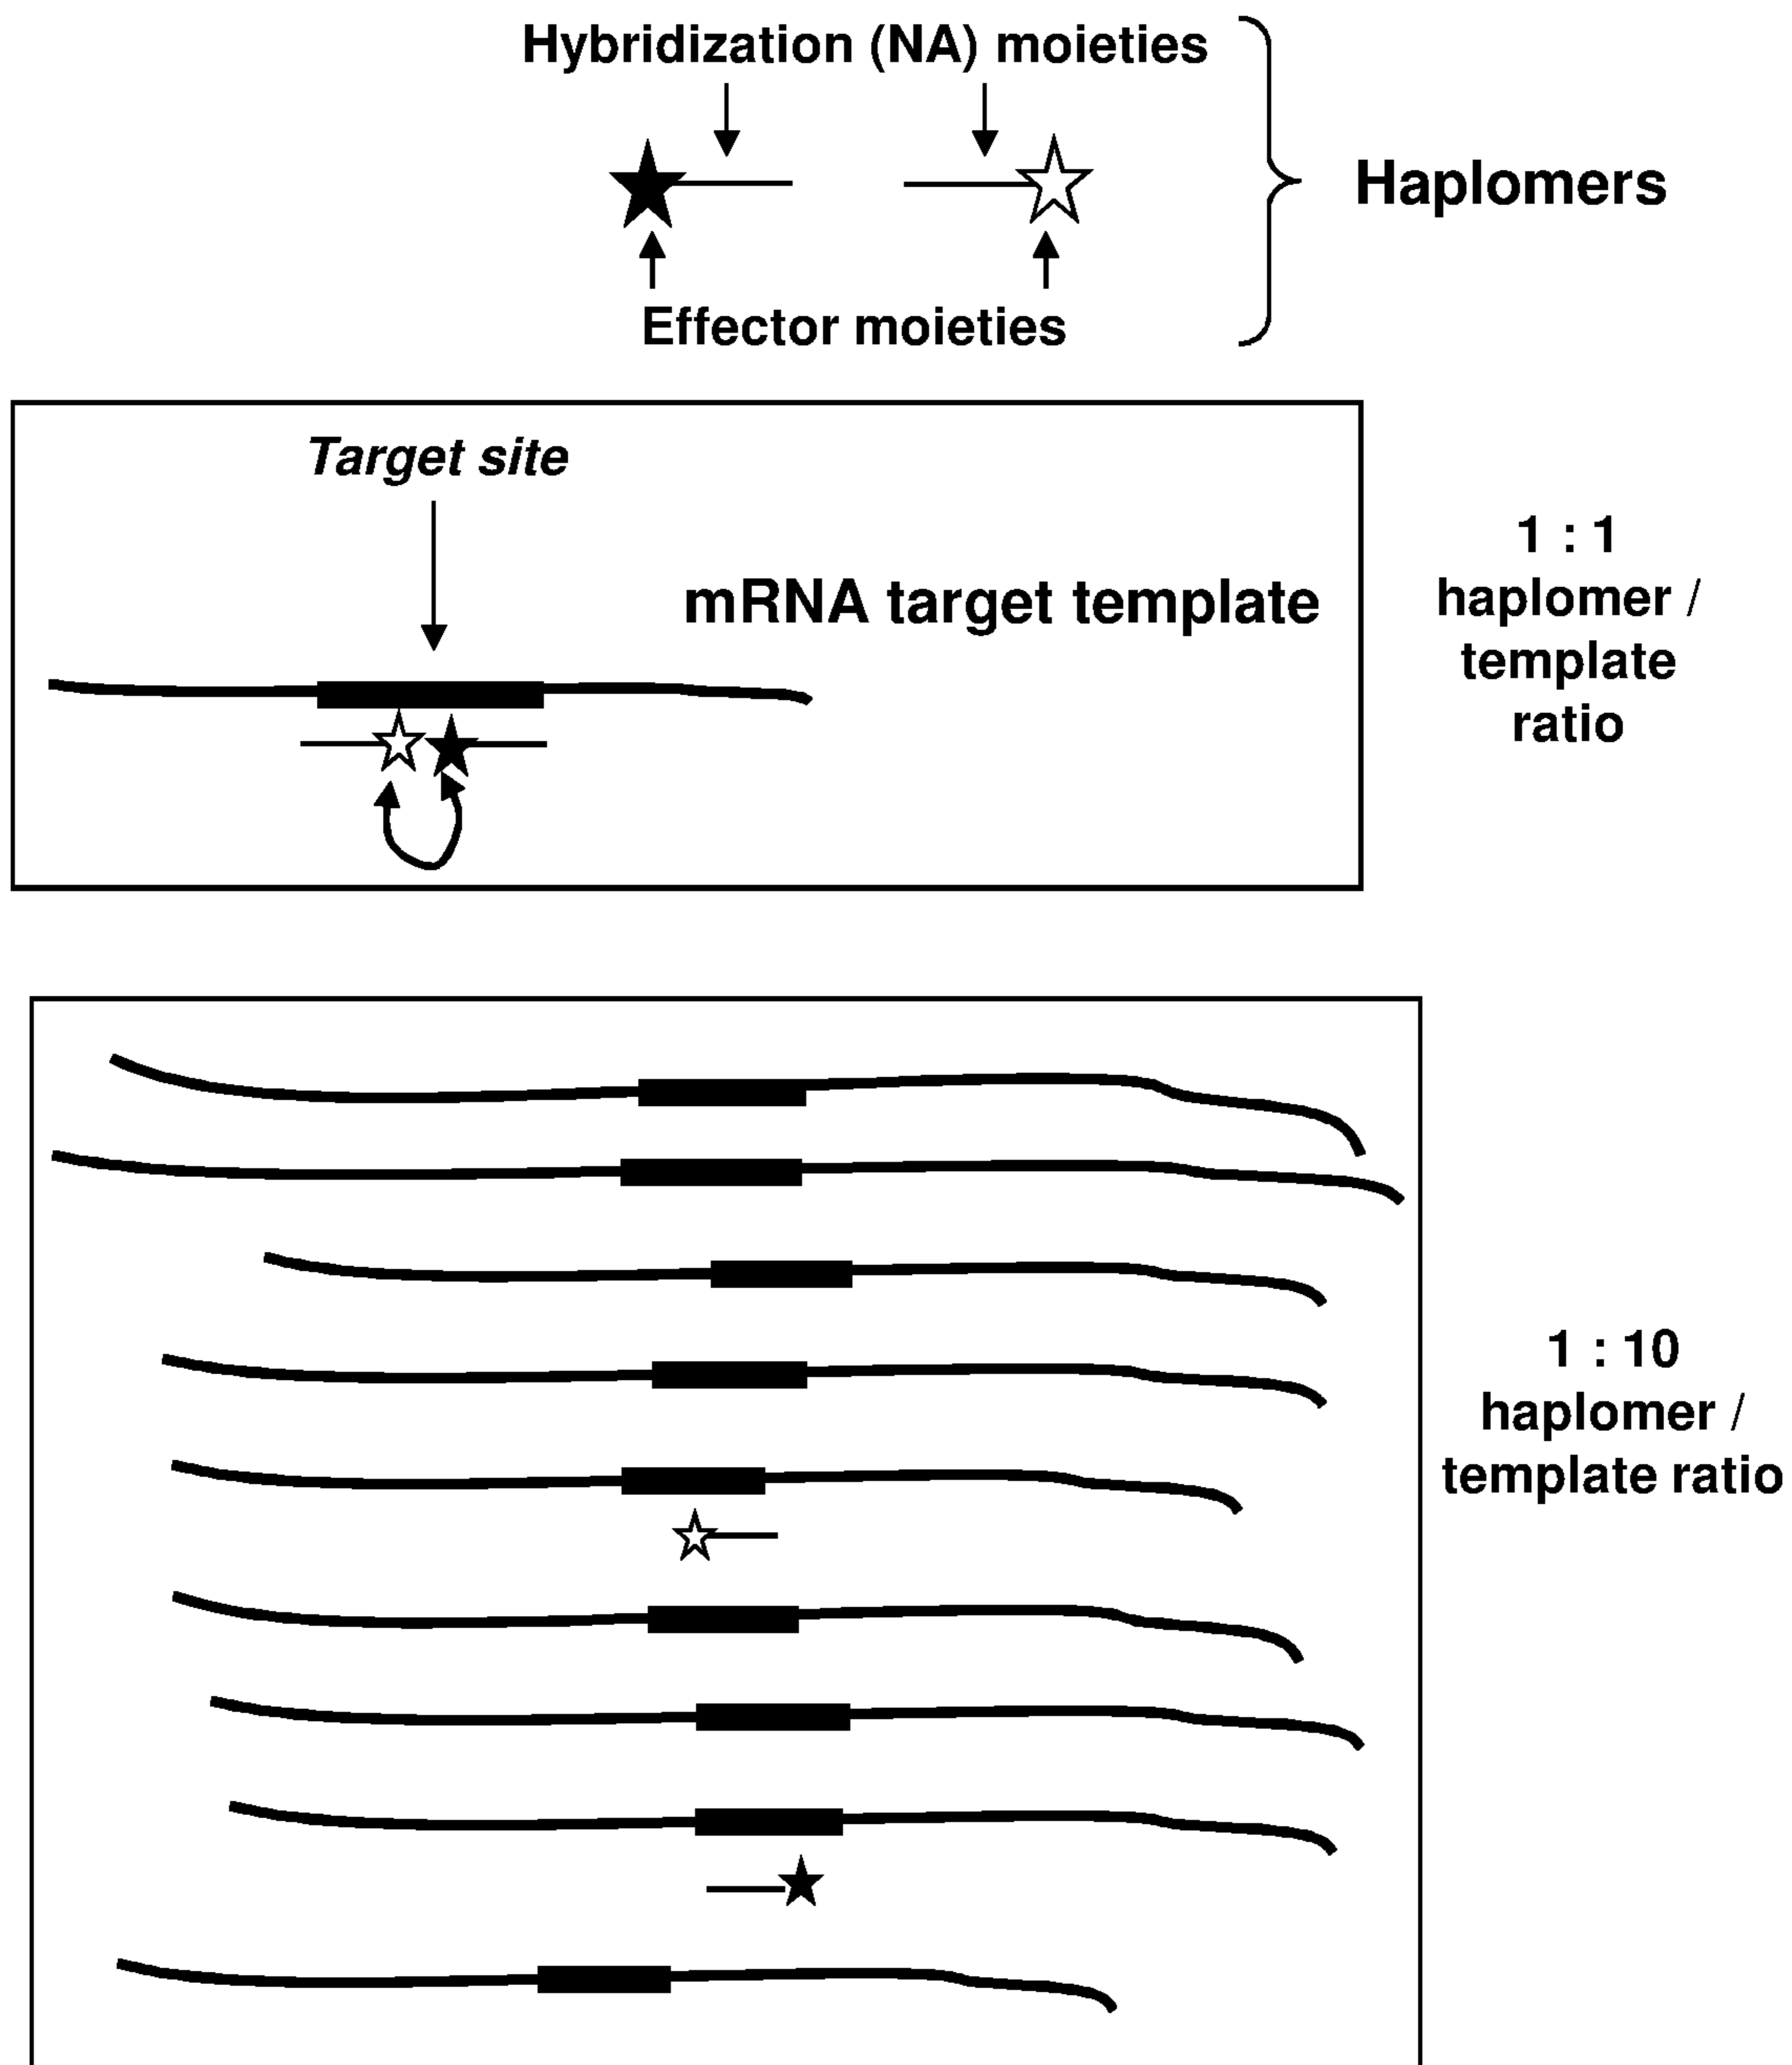 Hybridization (NA) moieties
Haplomers
Effector moieties
Target site
mRNA target template
1 : 1
haplomer /
template
ratio
1 : 10
haplomer /
template ratio